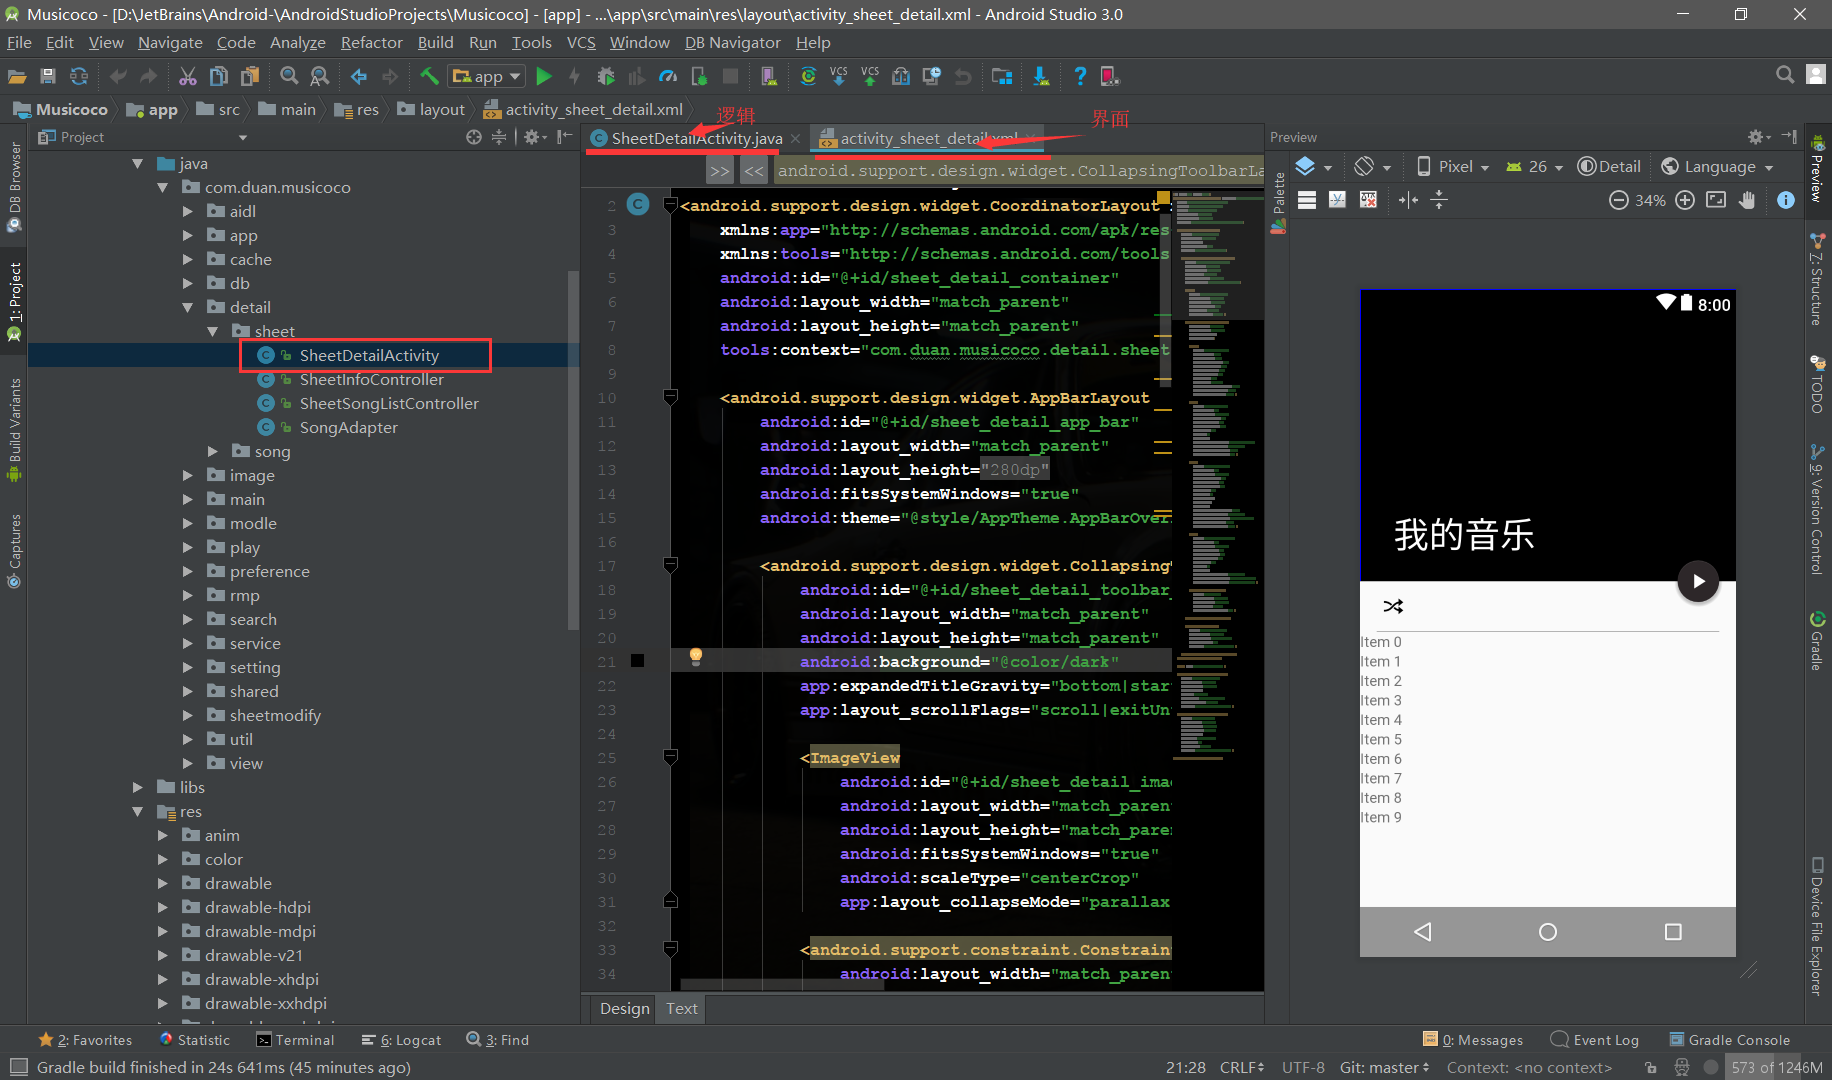 Musicoco - [D:\JetBrains\Android-\AndroidStudioProjects\Musicoco] - [app] - ...\app\src\main\res\layout\activity_sheet_detail.xml - Android Studio 3.0
File Edit View Navigate Code Analyze Refactor Build Run Tools VCS Window DB Navigator Help
app
VCS VCS
Musicoco app src main res layout activity_sheet_detail.xml
逻辑
界面
Project
SheetDetailActivity.java
activity_sheet_detail.xml
Preview
>> << android.support.design.widget.CollapsingToolbarLa
Pixel 26 Detail Language
34%
Palette
DB Browser
1: Project
Build Variants
Captures
java
com.duan.musicoco
aidl
app
cache
db
detail
sheet
SheetDetailActivity
SheetInfoController
SheetSongListController
SongAdapter
song
image
main
modle
play
preference
rmp
search
service
setting
shared
sheetmodify
util
view
libs
res
anim
color
drawable
drawable-hdpi
drawable-mdpi
drawable-v21
drawable-xhdpi
drawable-xxhdpi
2 <android.support.design.widget.CoordinatorLayout
3 xmlns:app="http://schemas.android.com/apk/res
4 xmlns:tools="http://schemas.android.com/tools
5 android:id="@+id/sheet_detail_container"
6 android:layout_width="match_parent"
7 android:layout_height="match_parent"
8 tools:context="com.duan.musicoco.detail.sheet
9
10 <android.support.design.widget.AppBarLayout
11 android:id="@+id/sheet_detail_app_bar"
12 android:layout_width="match_parent"
13 android:layout_height="280dp"
14 android:fitsSystemWindows="true"
15 android:theme="@style/AppTheme.AppBarOver
16
17 <android.support.design.widget.Collapsing
18 android:id="@+id/sheet_detail_toolbar_
19 android:layout_width="match_parent"
20 android:layout_height="match_parent"
21 android:background="@color/dark"
22 app:expandedTitleGravity="bottom|star
23 app:layout_scrollFlags="scroll|exitUn
24
25 <ImageView
26 android:id="@+id/sheet_detail_ima
27 android:layout_width="match_paren
28 android:layout_height="match_pare
29 android:fitsSystemWindows="true"
30 android:scaleType="centerCrop"
31 app:layout_collapseMode="parallax
32
33 <android.support.constraint.Constrain
34 android:layout_width="match_paren
Design Text
8:00
我的音乐
Item 0
Item 1
Item 2
Item 3
Item 4
Item 5
Item 6
Item 7
Item 8
Item 9
Preview
7: Structure
TODO
9: Version Control
Gradle
Device File Explorer
2: Favorites Statistic Terminal 6: Logcat 3: Find 0: Messages Event Log Gradle Console
Gradle build finished in 24s 641ms (45 minutes ago) 21:28 CRLF UTF-8 Git: master Context: <no context> 573 of 1246M